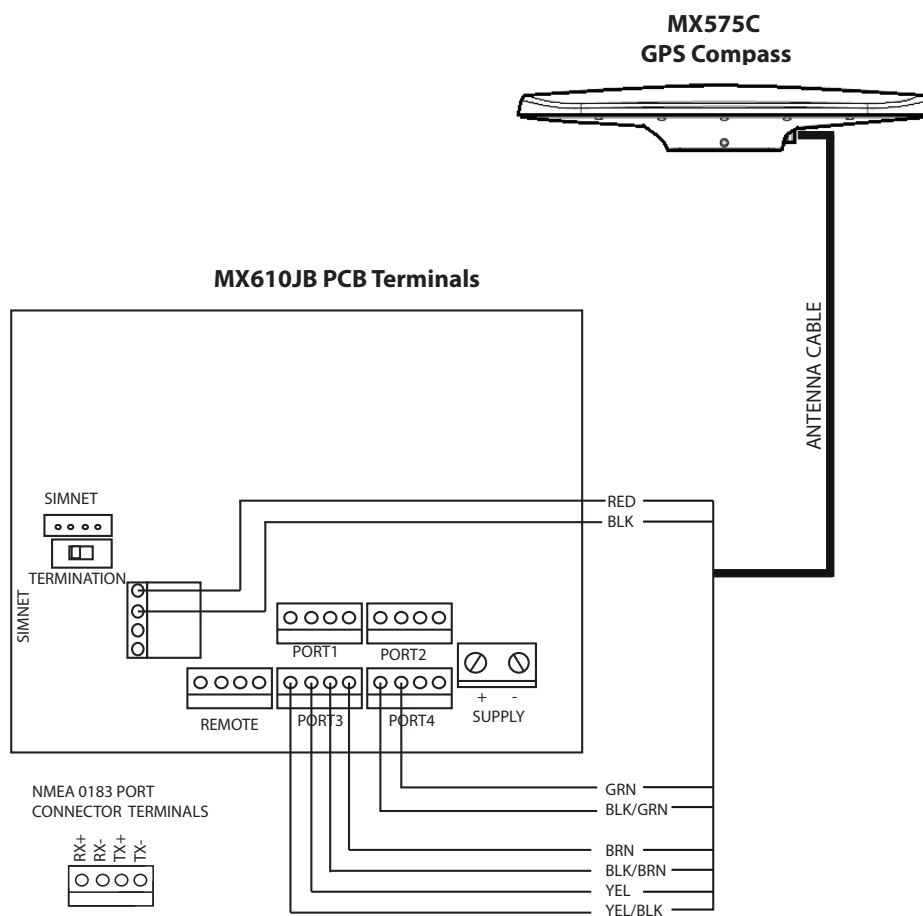 MX575C
GPS Compass
MX610JB PCB Terminals
ANTENNA CABLE
SIMNET
TERMINATION
SIMNET
RED
BLK
PORT1
PORT2
REMOTE
PORT3
PORT4
+ -
SUPPLY
NMEA 0183 PORT
CONNECTOR TERMINALS
RX+
RX-
TX+
TX-
GRN
BLK/GRN
BRN
BLK/BRN
YEL
YEL/BLK